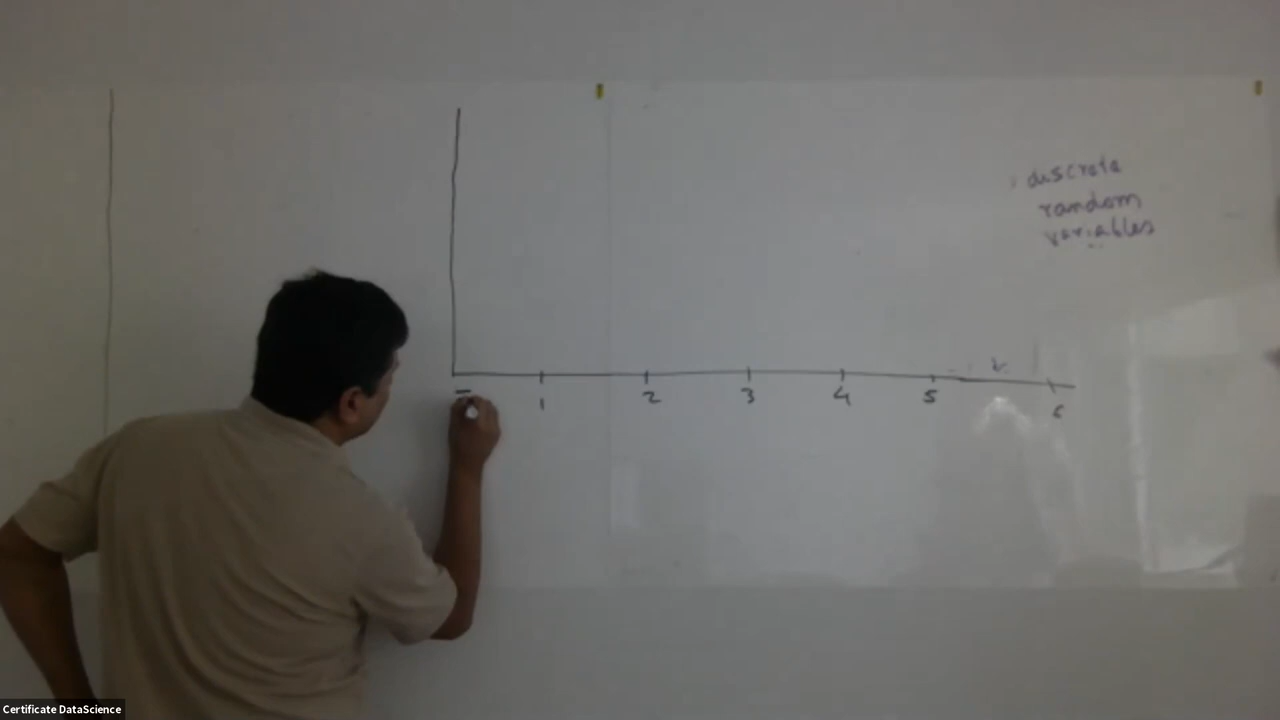 discrete
random
variables
1 2 3 4 5 6
Certificate DataScience